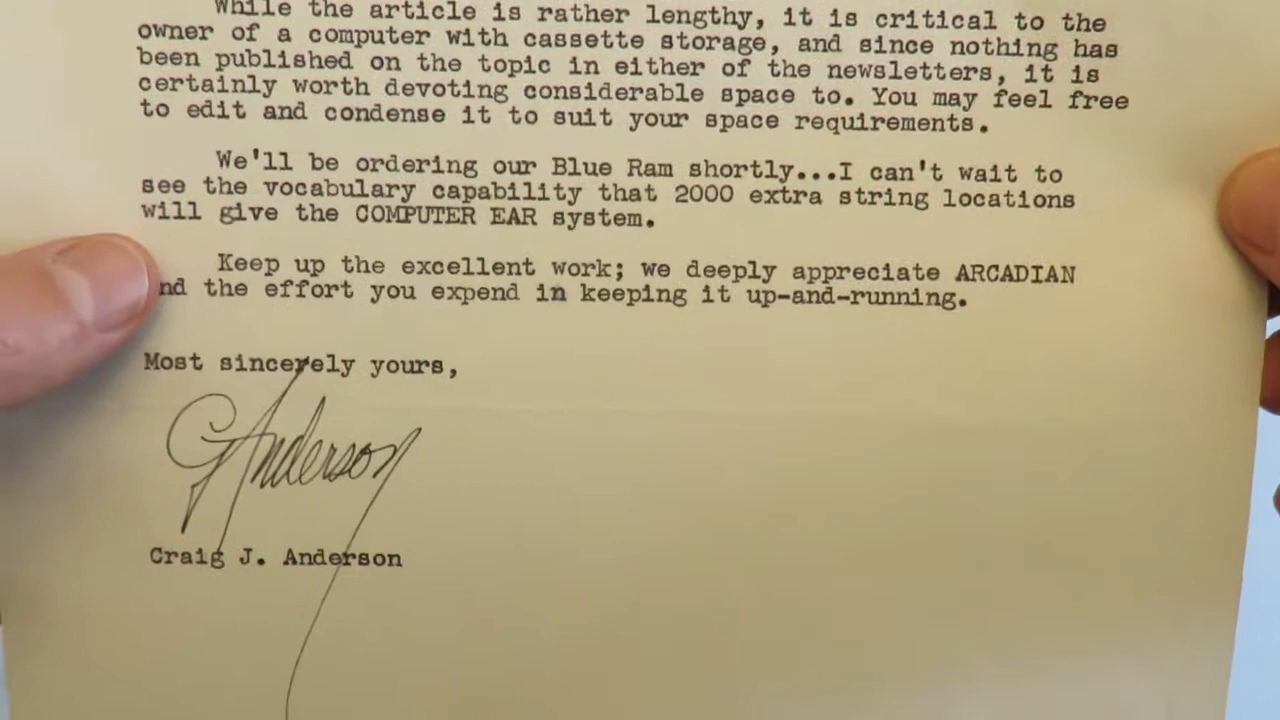 While the article is rather lengthy, it is critical to the
owner of a computer with cassette storage, and since nothing has
been published on the topic in either of the newsletters, it is
certainly worth devoting considerable space to. You may feel free
to edit and condense it to suit your space requirements.
We'll be ordering our Blue Ram shortly...I can't wait to
see the vocabulary capability that 2000 extra string locations
will give the COMPUTER EAR system.
Keep up the excellent work; we deeply appreciate ARCADIAN
and the effort you expend in keeping it up-and-running.
Most sincerely yours,
CJAnderson
Craig J. Anderson